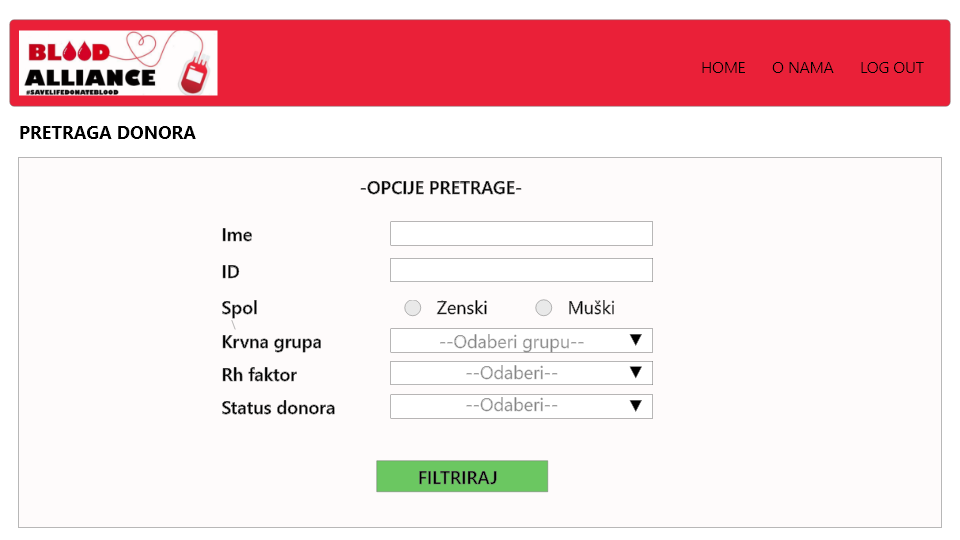 BLOOD
ALLIANCE
#SAVELIFEDONATEBLOOD
HOME O NAMA LOG OUT
PRETRAGA DONORA
-OPCIJE PRETRAGE-
Ime
ID
Spol Zenski Muški
Krvna grupa --Odaberi grupu--
Rh faktor --Odaberi--
Status donora --Odaberi--
FILTRIRAJ